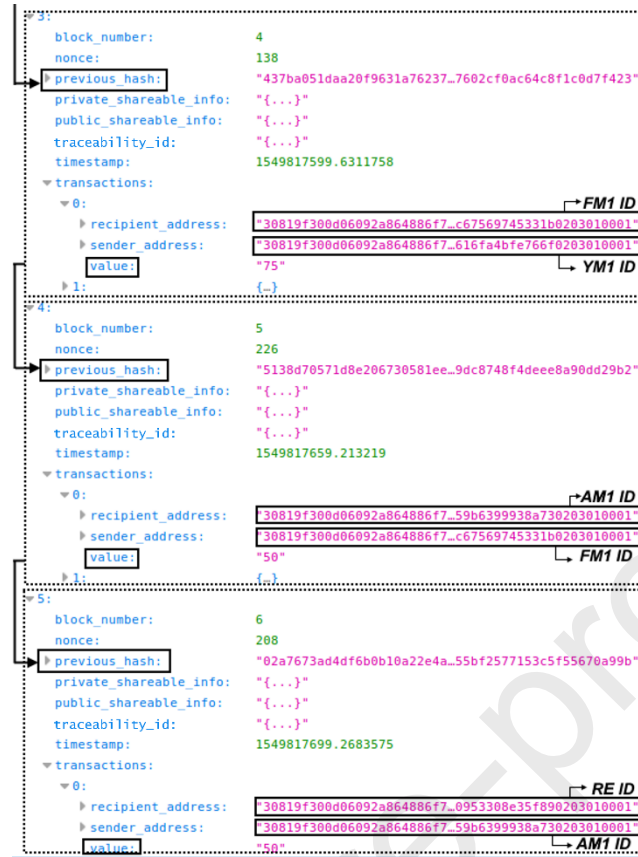 3:
block_number: 4
nonce: 138
previous_hash: "437ba051daa20f9631a76237…7602cf0ac64c8f1c0d7f423"
private_shareable_info: "{...}"
public_shareable_info: "{...}"
traceability_id: "{...}"
timestamp: 1549817599.6311758
transactions:
0:
FM1 ID
recipient_address: "30819f300d06092a864886f7…c67569745331b0203010001"
sender_address: "30819f300d06092a864886f7…616fa4bfe766f0203010001"
value: "75" YM1 ID
1: {…}
4:
block_number: 5
nonce: 226
previous_hash: "5138d70571d8e206730581ee…9dc8748f4deee8a90dd29b2"
private_shareable_info: "{...}"
public_shareable_info: "{...}"
traceability_id: "{...}"
timestamp: 1549817659.213219
transactions:
0:
AM1 ID
recipient_address: "30819f300d06092a864886f7…59b6399938a730203010001"
sender_address: "30819f300d06092a864886f7…c67569745331b0203010001"
value: "50" FM1 ID
1: {…}
5:
block_number: 6
nonce: 208
previous_hash: "02a7673ad4df6b0b10a22e4a…55bf2577153c5f55670a99b"
private_shareable_info: "{...}"
public_shareable_info: "{...}"
traceability_id: "{...}"
timestamp: 1549817699.2683575
transactions:
0:
RE ID
recipient_address: "30819f300d06092a864886f7…0953308e35f890203010001"
sender_address: "30819f300d06092a864886f7…59b6399938a730203010001"
value: "50" AM1 ID